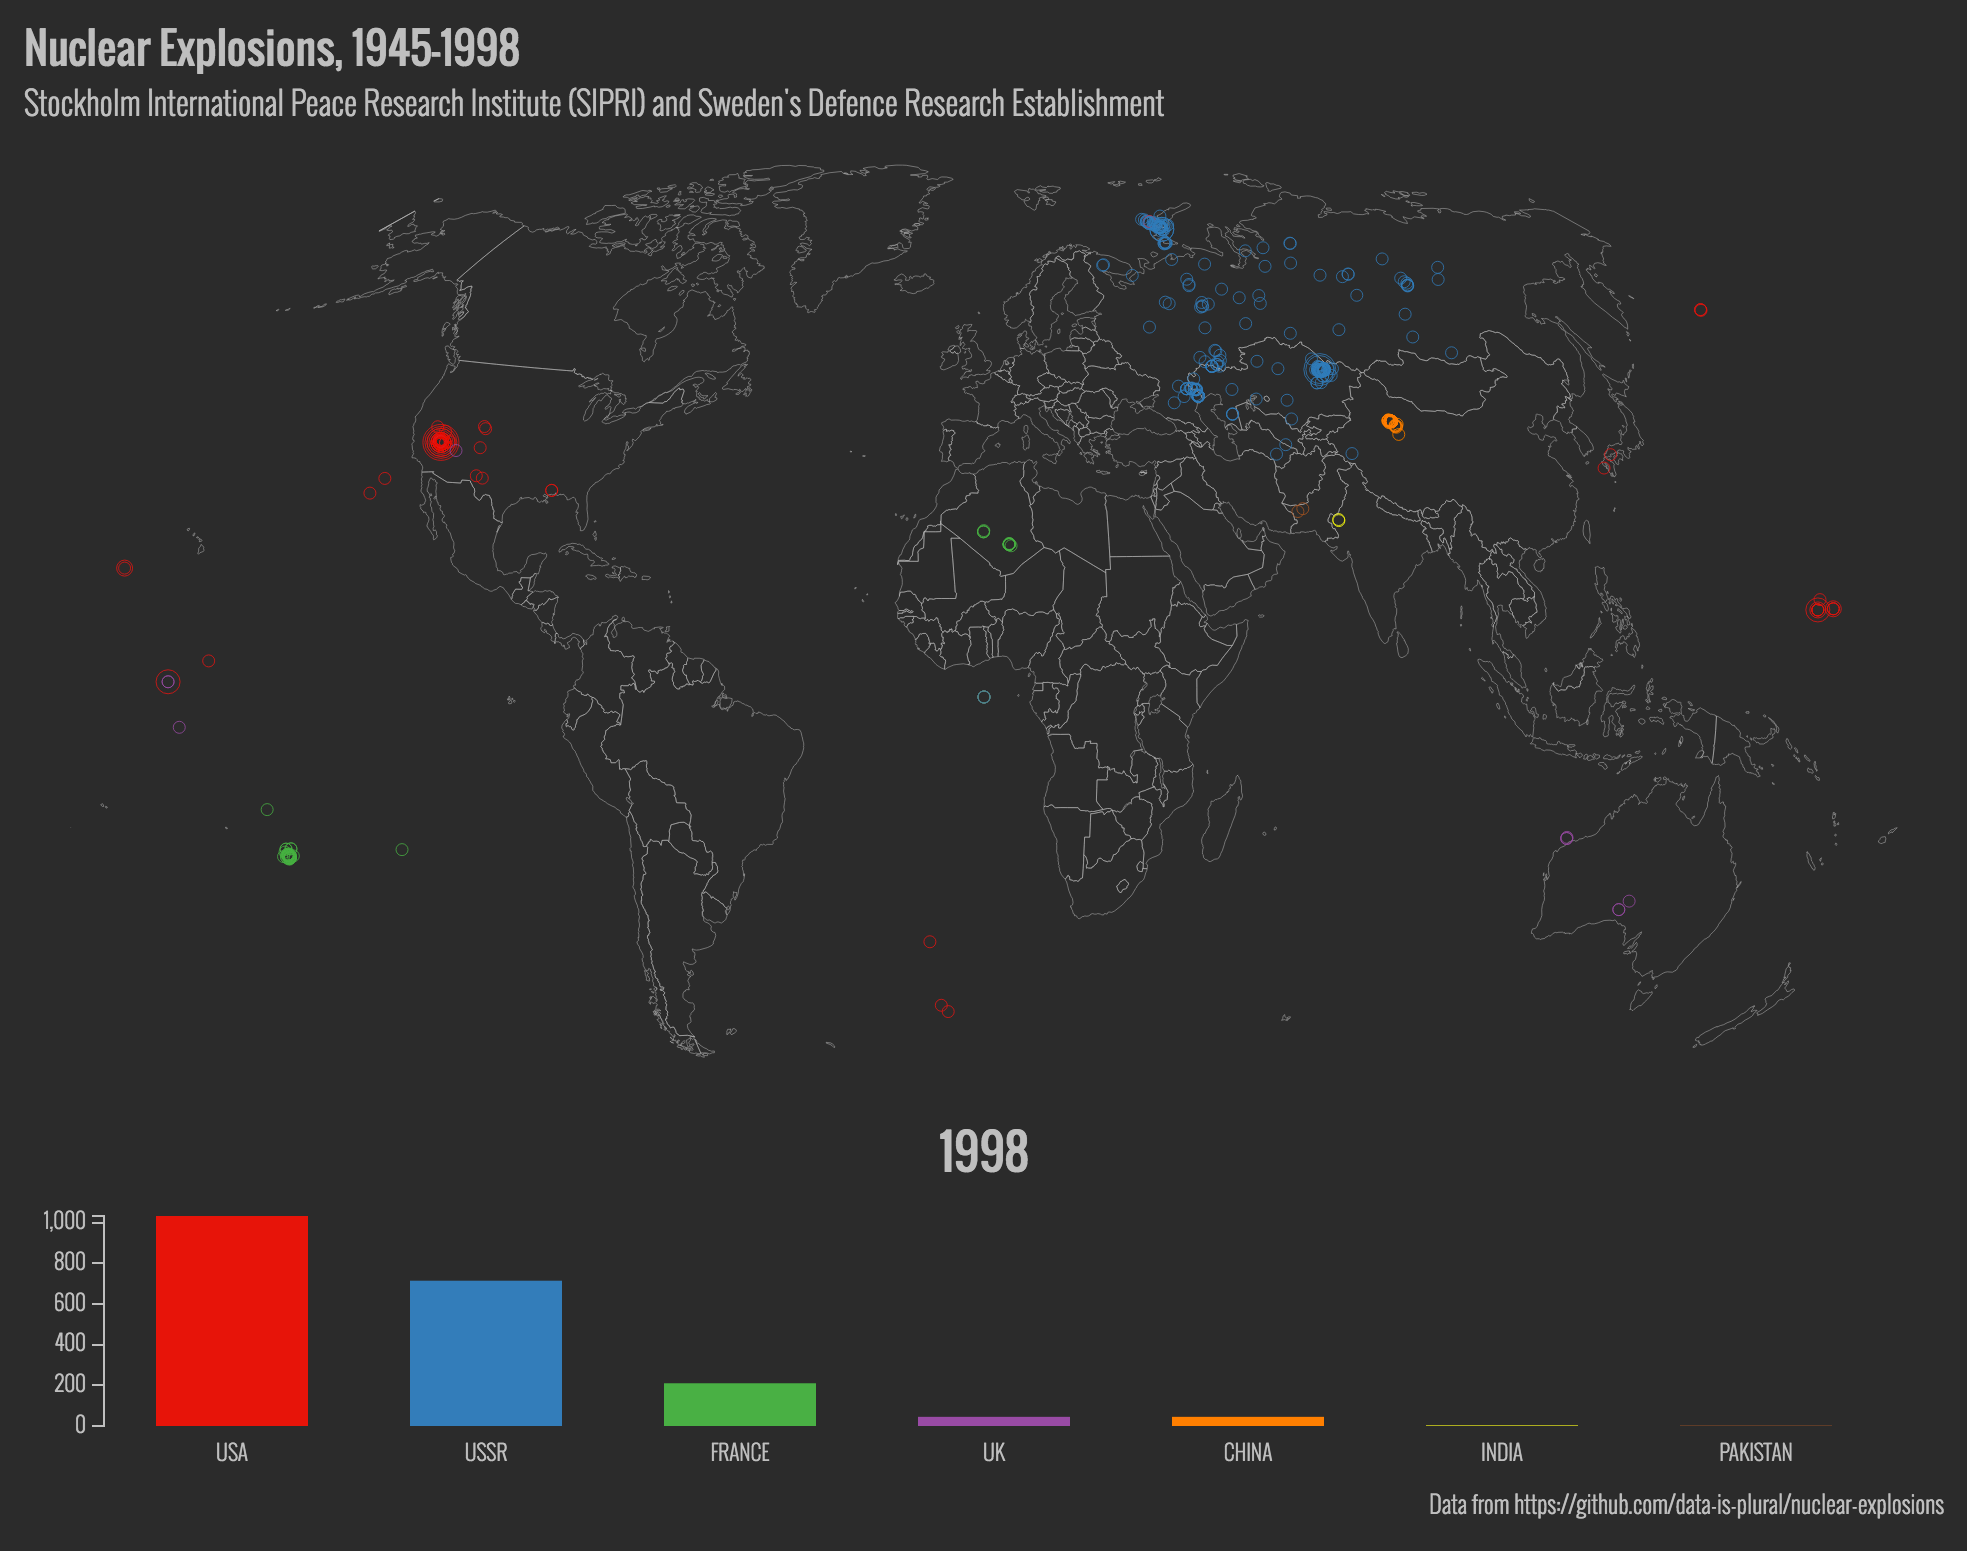 Nuclear Explosions, 1945-1998
Stockholm International Peace Research Institute (SIPRI) and Sweden's Defence Research Establishment
1998
1,000
800
600
400
200
0
USA USSR FRANCE UK CHINA INDIA PAKISTAN
Data from https://github.com/data-is-plural/nuclear-explosions